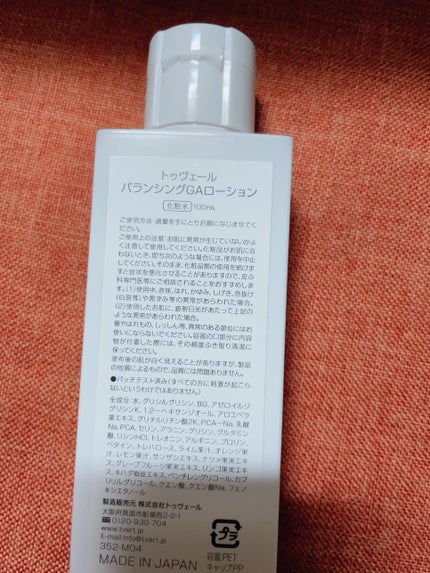 トゥヴェール
バランシングGAローション
化粧水 100mL
ご使用方法:適量を手にとりお顔になじませてく
ださい。
ご使用上の注意:お肌に異常が生じていないかよ
く注意して使用してください。化粧品がお肌に合
わないとき、即ち次のような場合には、使用を中止
してください。そのまま、化粧品類の使用を続けま
すと症状を悪化させることがありますので、皮ふ
科専門医等にご相談されることをおすすめしま
す。(1)使用中、赤味、はれ、かゆみ、しげき、色抜け
(白斑等)や黒ずみ等の異常があらわれた場合。
(2)使用したお肌に、直射日光があたって上記の
ような異常があらわれた場合。
傷やはれもの、しっしん等、異常のある部位にはお
使いにならないでください。容器の口部分に内容
物が付着した際には、その都度ふき取り清潔に
保ってください。
塗布後の肌が白く見えることがありますが、製品
の性質によるもので、品質には問題ありません。
●パッチテスト済み(すべての方に刺激が起こら
ないというわけではありません)
全成分:水、グリシルグリシン、BG、アゼロイルジ
グリシンK、1,2-ヘキサンジオール、アロエベラ
葉エキス、グリチルリチン酸2K、PCA-Na、乳酸
Na、PCA、セリン、アラニン、グリシン、グルタミン
酸、リシンHCl、トレオニン、アルギニン、プロリン、
ベタイン、トレハロース、ライム果汁、オレンジ果
汁、レモン果汁、サンザシエキス、ナツメ果実エキ
ス、グレープフルーツ果実エキス、リンゴ果実エキ
ス、キハダ樹皮エキス、ペンチレングリコール、カプ
リリルグリコール、クエン酸、クエン酸Na、フェノ
キシエタノール
製造販売元 株式会社トゥヴェール
大阪府箕面市船場西2-2-1
0120-930-704
www.tvert.jp
E-mail:info@tvert.jp
352-M04
MADE IN JAPAN
プラ
容器:PET
キャップ:PP